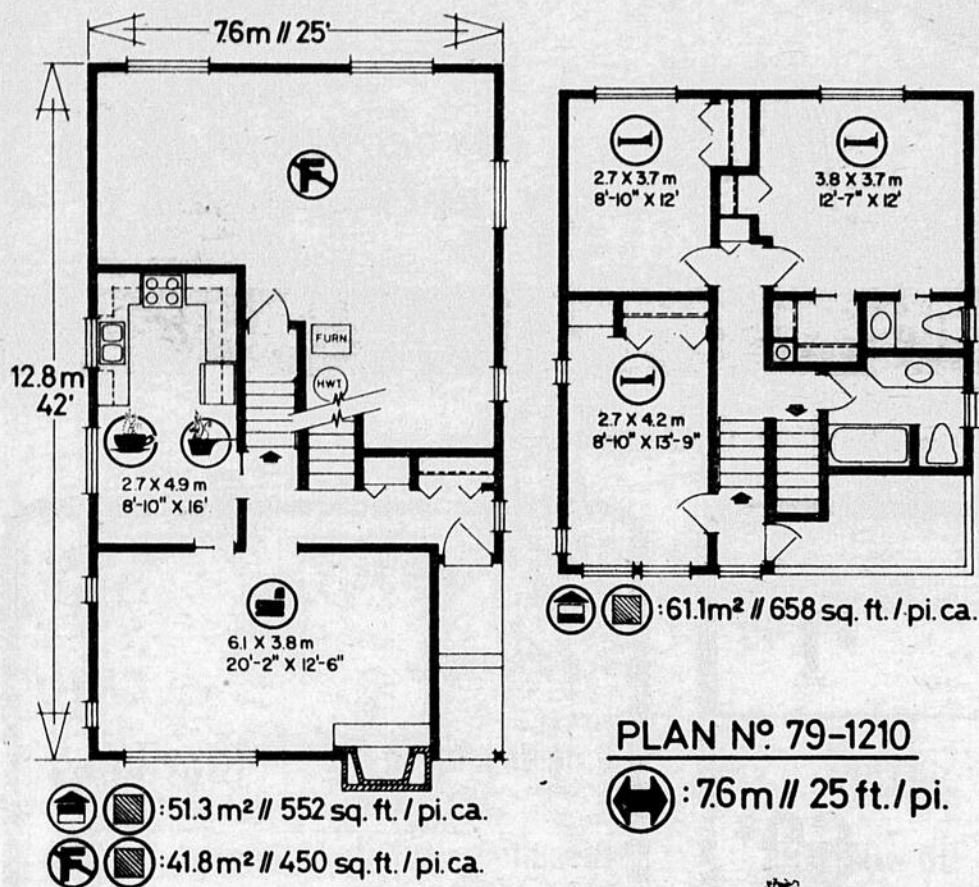 7.6m // 25'
12.8m
42'
FURN
HWT
2.7 X 4.9 m
8'-10" X 16'
6.1 X 3.8 m
20'-2" X 12'-6"
:51.3 m² // 552 sq. ft. / pi. ca.
:41.8 m² // 450 sq. ft. / pi. ca.
2.7 X 3.7 m
8'-10" X 12'
3.8 X 3.7 m
12'-7" X 12'
2.7 X 4.2 m
8'-10" X 13'-9"
:61.1m² // 658 sq. ft. / pi. ca.
PLAN Nº 79-1210
: 7.6m // 25 ft. / pi.